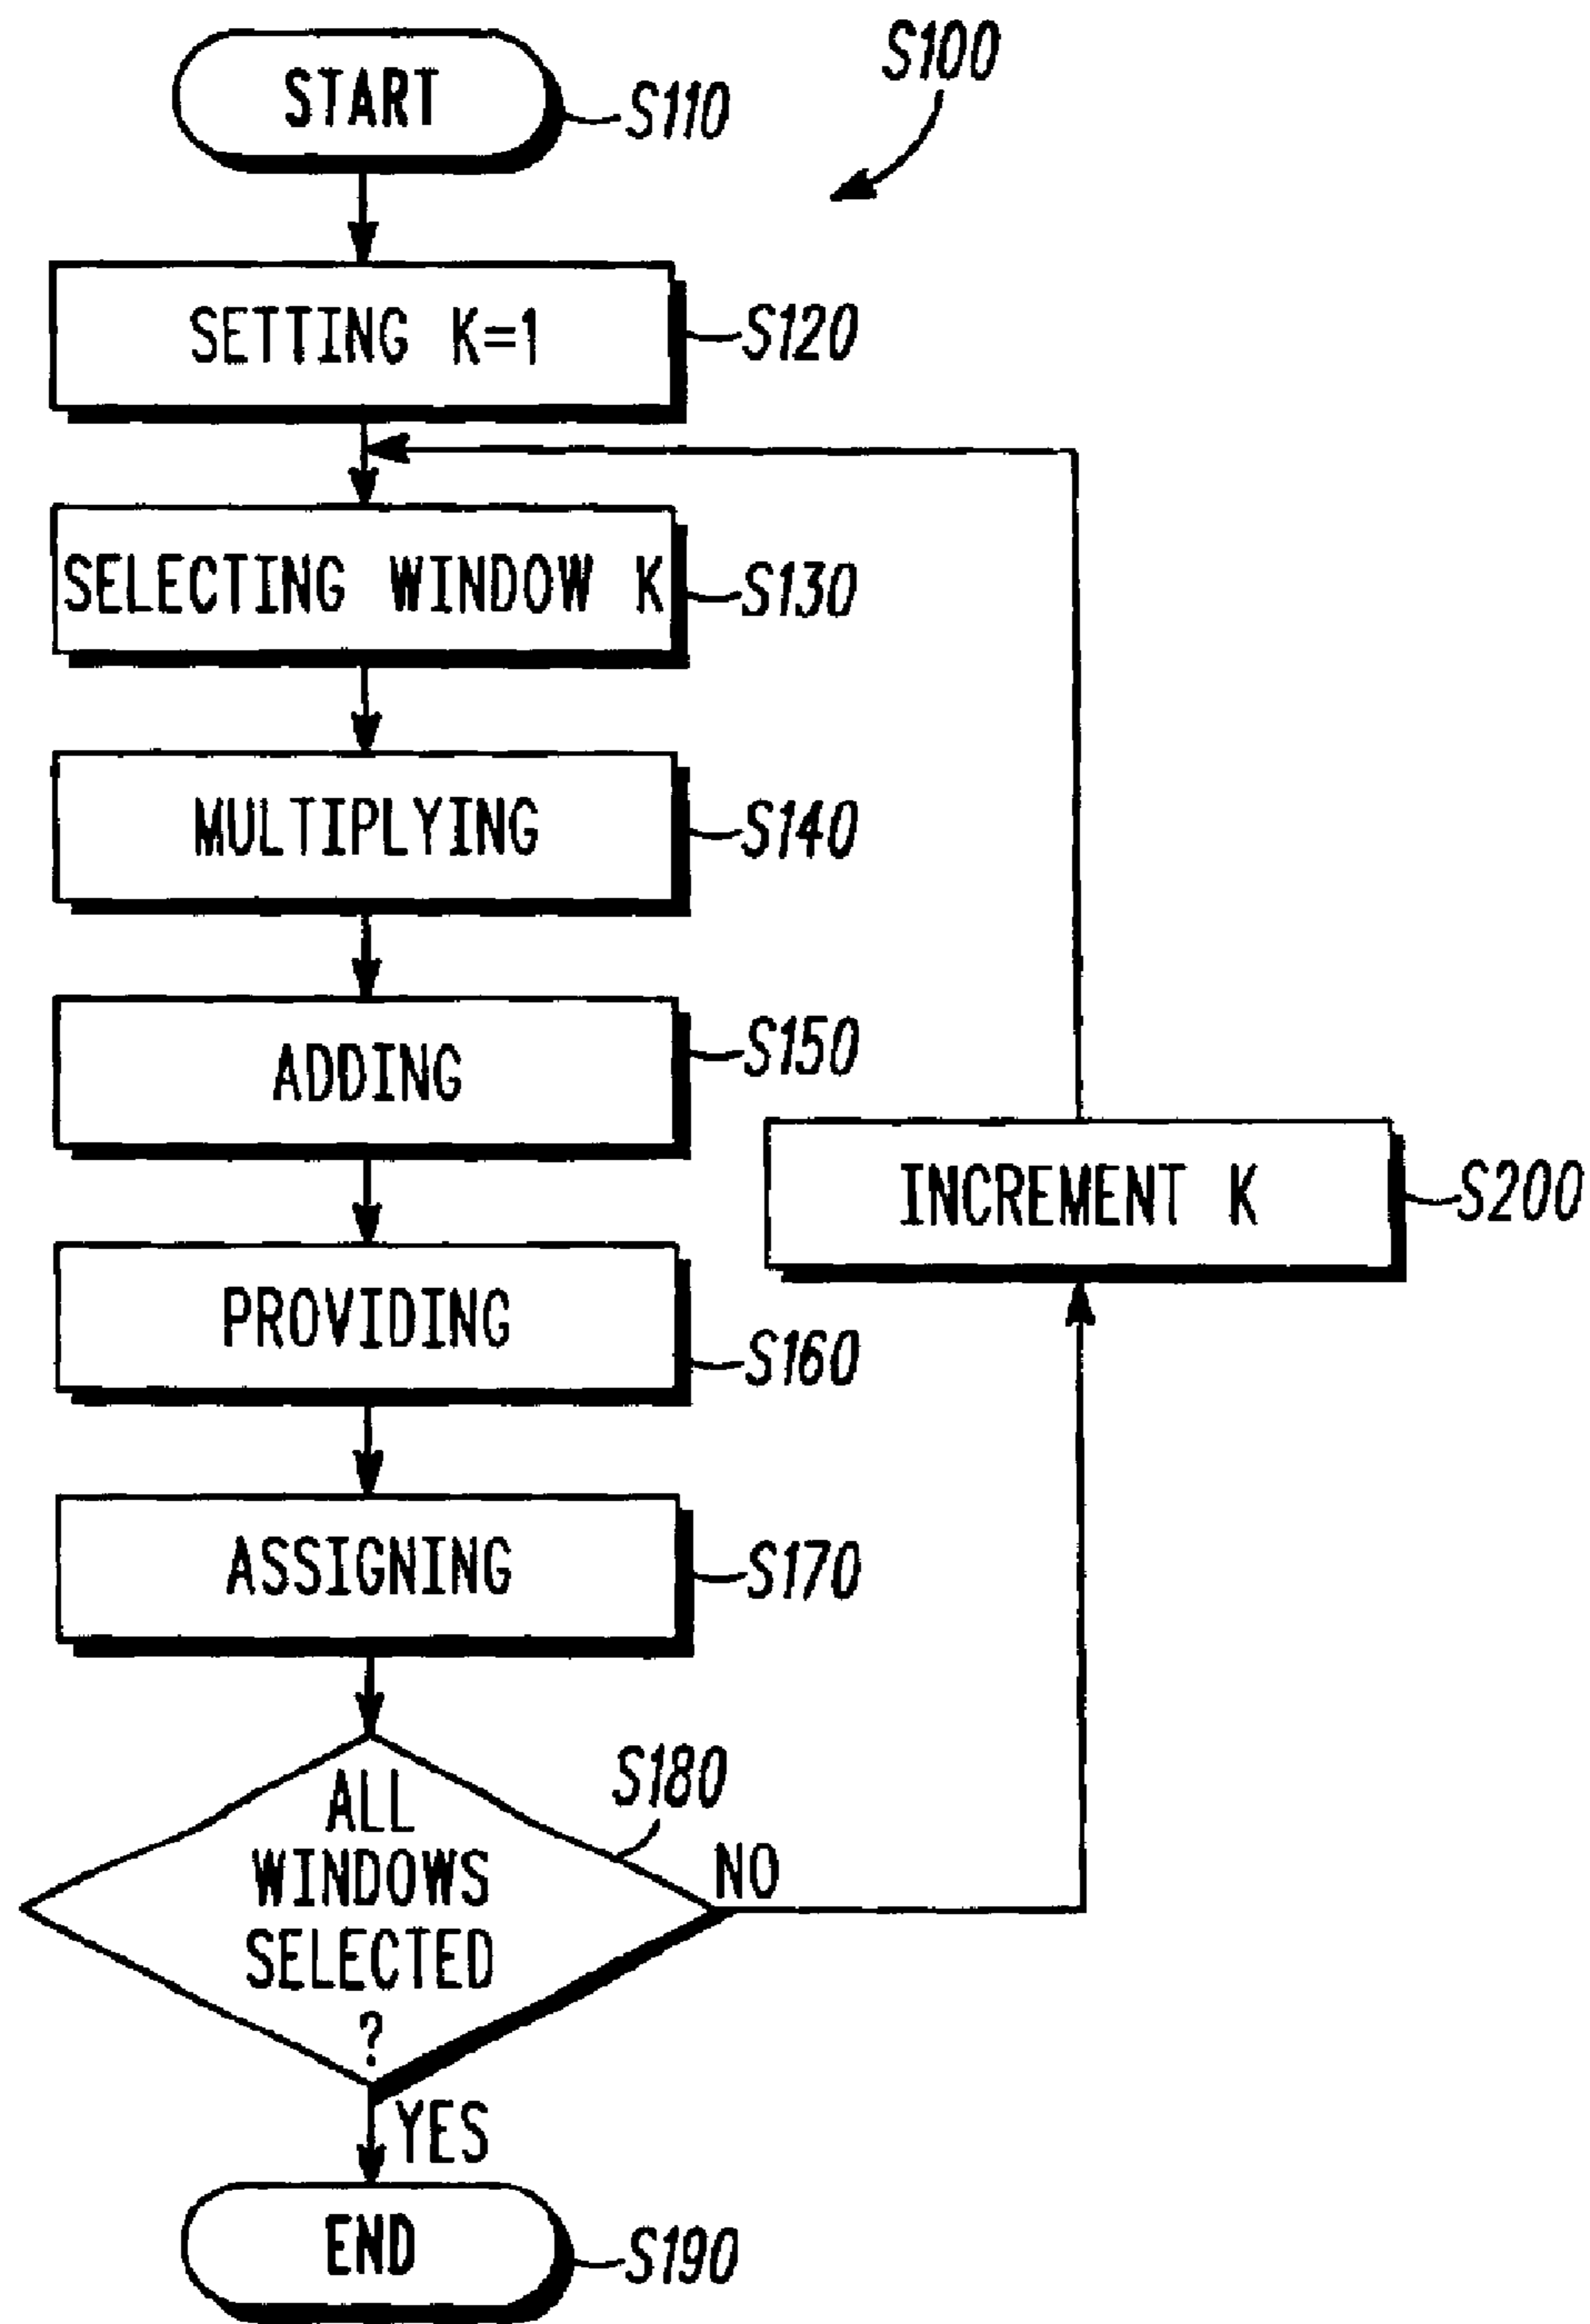 S100
START
S110
SETTING K=1
S120
SELECTING WINDOW K
S130
MULTIPLYING
S140
ADDING
S150
INCREMENT K
S200
PROVIDING
S160
ASSIGNING
S170
S180
ALL
WINDOWS
SELECTED
?
NO
YES
END
S190